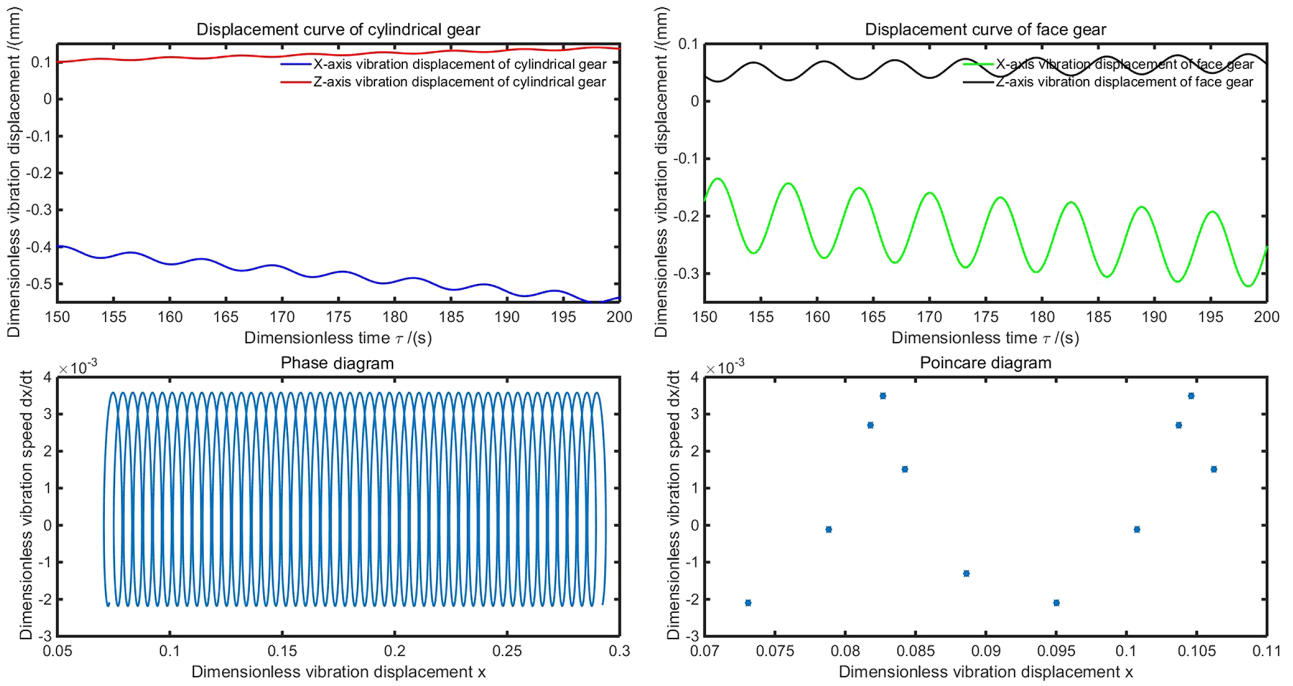 Displacement curve of cylindrical gear
Dimensionless vibration displacement /(mm)
0.1
0
-0.1
-0.2
-0.3
-0.4
-0.5
X-axis vibration displacement of cylindrical gear
Z-axis vibration displacement of cylindrical gear
150 155 160 165 170 175 180 185 190 195 200
Dimensionless time τ /(s)
Displacement curve of face gear
Dimensionless vibration displacement /(mm)
0.1
0
-0.1
-0.2
-0.3
X-axis vibration displacement of face gear
Z-axis vibration displacement of face gear
150 155 160 165 170 175 180 185 190 195 200
Dimensionless time τ /(s)
Phase diagram
×10⁻³
Dimensionless vibration speed dx/dt
4
3
2
1
0
-1
-2
-3
0.05 0.1 0.15 0.2 0.25 0.3
Dimensionless vibration displacement x
Poincare diagram
×10⁻³
Dimensionless vibration speed dx/dt
4
3
2
1
0
-1
-2
-3
0.07 0.075 0.08 0.085 0.09 0.095 0.1 0.105 0.11
Dimensionless vibration displacement x